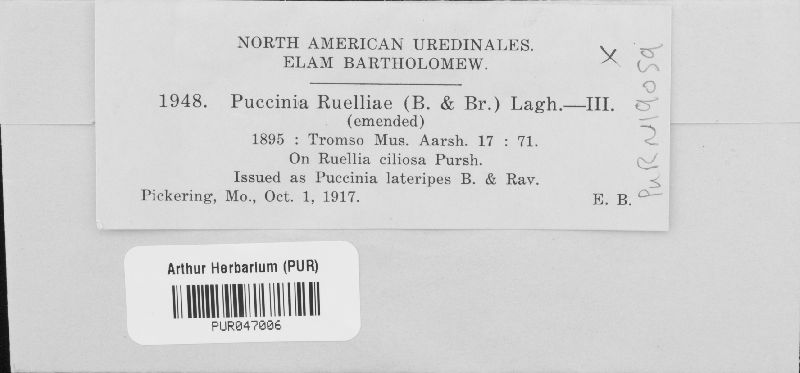 NORTH AMERICAN UREDINALES.
ELAM BARTHOLOMEW.
1948. Puccinia Ruelliae (B. & Br.) Lagh.—III.
(emended)
1895 : Tromso Mus. Aarsh. 17 : 71.
On Ruellia ciliosa Pursh.
Issued as Puccinia lateripes B. & Rav.
Pickering, Mo., Oct. 1, 1917. E. B.
X
PUR N19059
Arthur Herbarium (PUR)
PUR047006